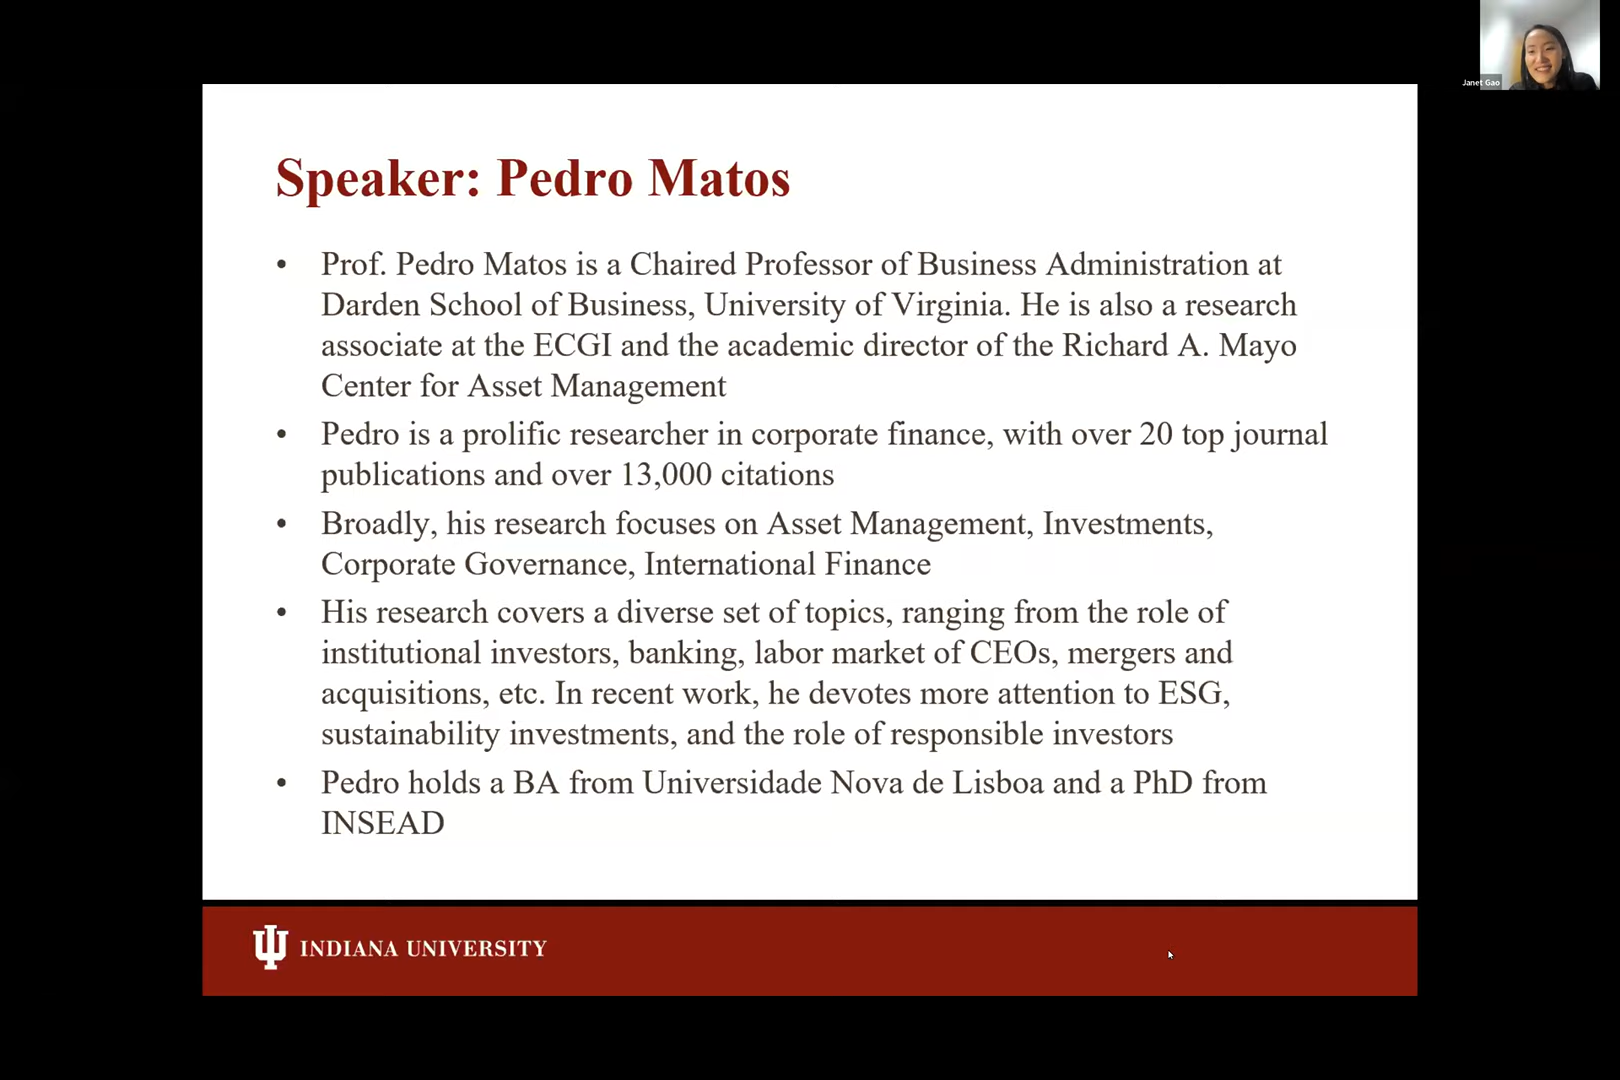 Janet Gao
Speaker: Pedro Matos
• Prof. Pedro Matos is a Chaired Professor of Business Administration at
Darden School of Business, University of Virginia. He is also a research
associate at the ECGI and the academic director of the Richard A. Mayo
Center for Asset Management
• Pedro is a prolific researcher in corporate finance, with over 20 top journal
publications and over 13,000 citations
• Broadly, his research focuses on Asset Management, Investments,
Corporate Governance, International Finance
• His research covers a diverse set of topics, ranging from the role of
institutional investors, banking, labor market of CEOs, mergers and
acquisitions, etc. In recent work, he devotes more attention to ESG,
sustainability investments, and the role of responsible investors
• Pedro holds a BA from Universidade Nova de Lisboa and a PhD from
INSEAD
INDIANA UNIVERSITY